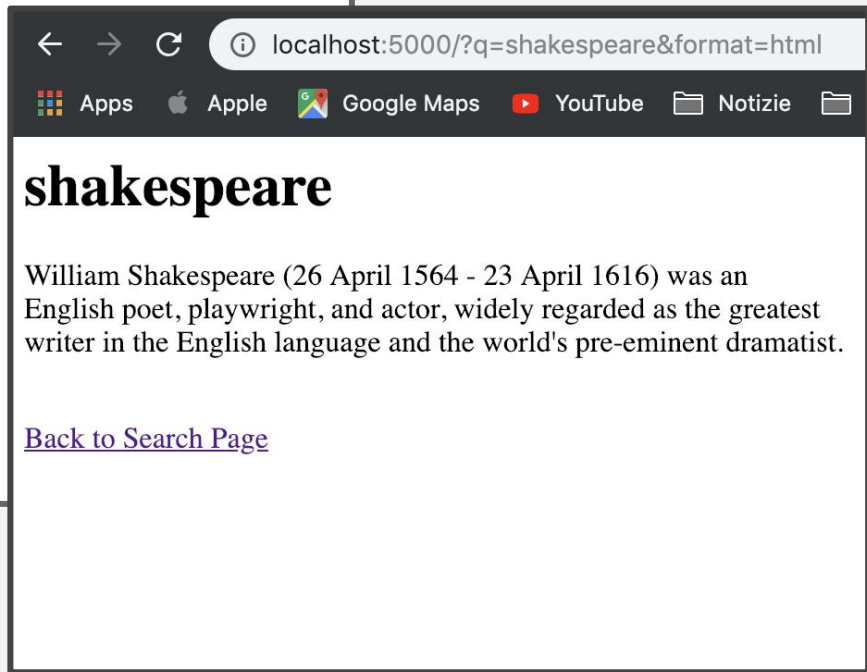 localhost:5000/?q=shakespeare&format=html
Apps Apple Google Maps YouTube Notizie
shakespeare
William Shakespeare (26 April 1564 - 23 April 1616) was an
English poet, playwright, and actor, widely regarded as the greatest
writer in the English language and the world's pre-eminent dramatist.
Back to Search Page